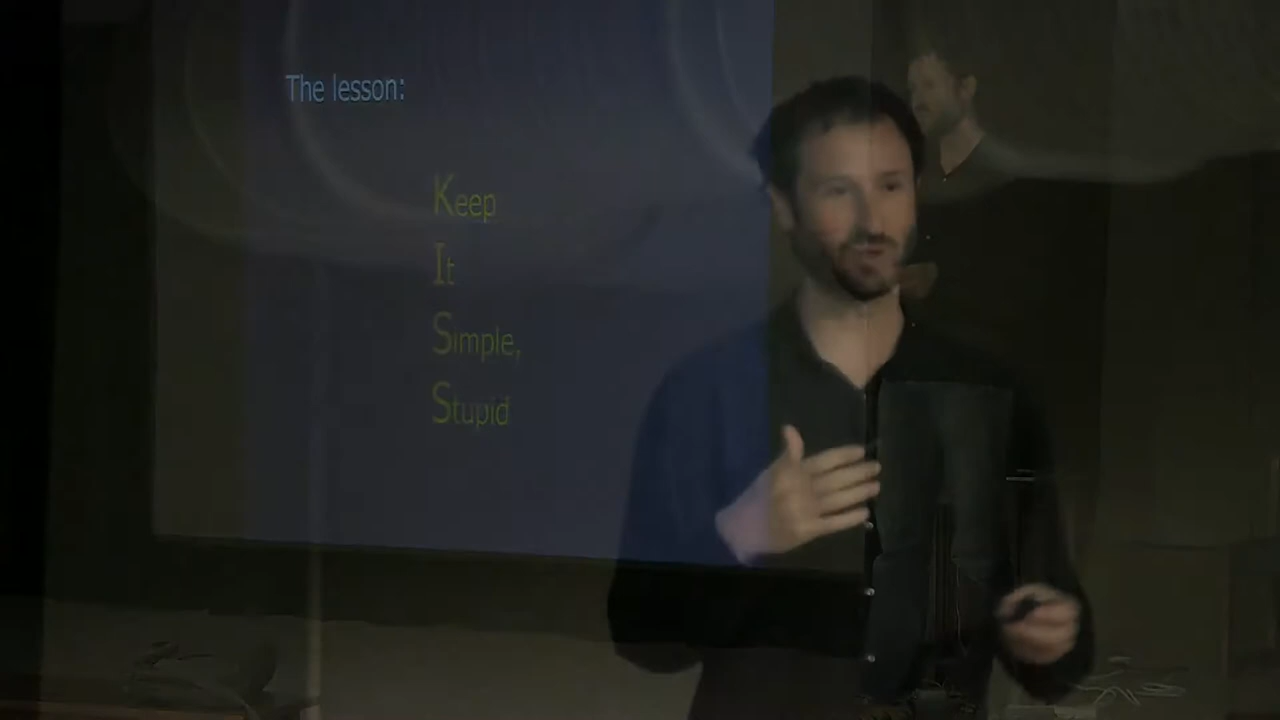 The lesson:
Keep
It
Simple,
Stupid